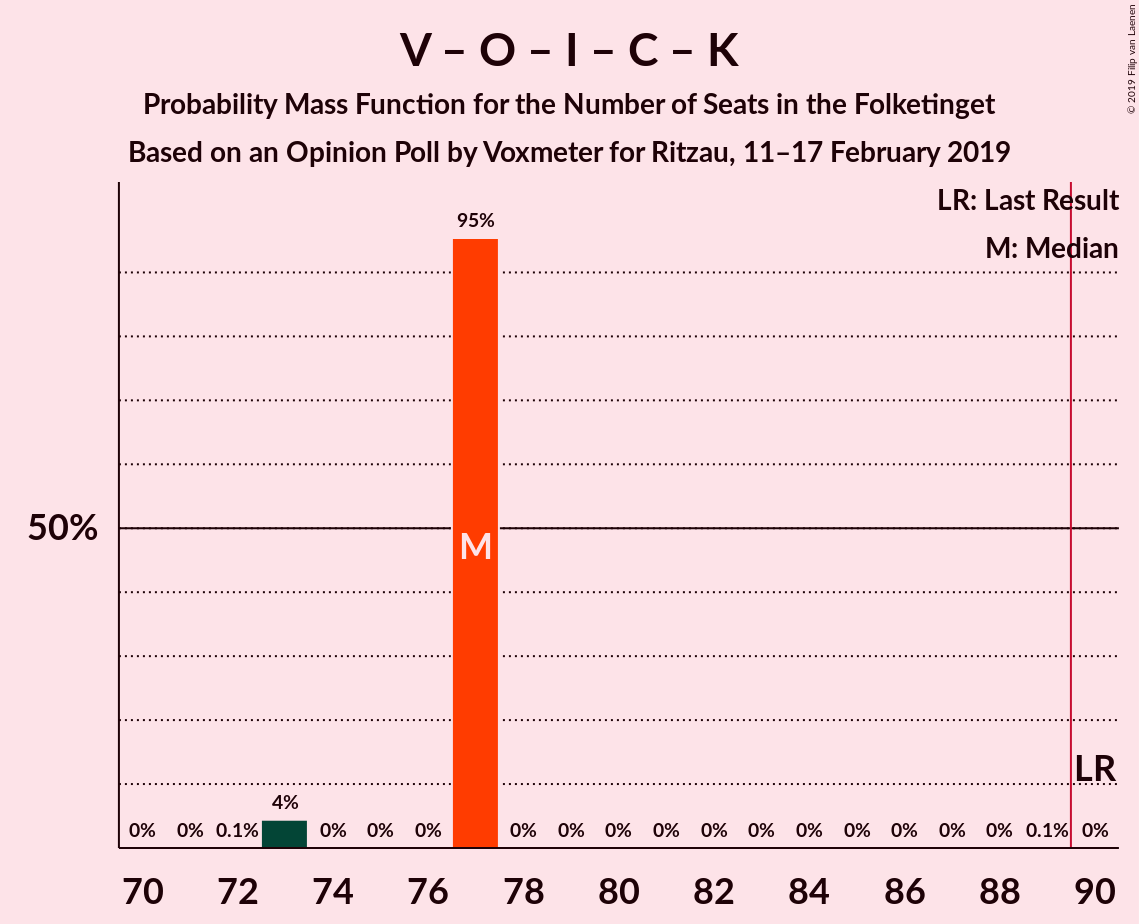 V – O – I – C – K
Probability Mass Function for the Number of Seats in the Folketinget
Based on an Opinion Poll by Voxmeter for Ritzau, 11–17 February 2019
© 2019 Filip van Laenen
LR: Last Result
M: Median
95%
50%
M
LR
4%
0% 0% 0.1% 0% 0% 0% 0% 0% 0% 0% 0% 0% 0% 0% 0% 0% 0% 0.1% 0%
70 72 74 76 78 80 82 84 86 88 90